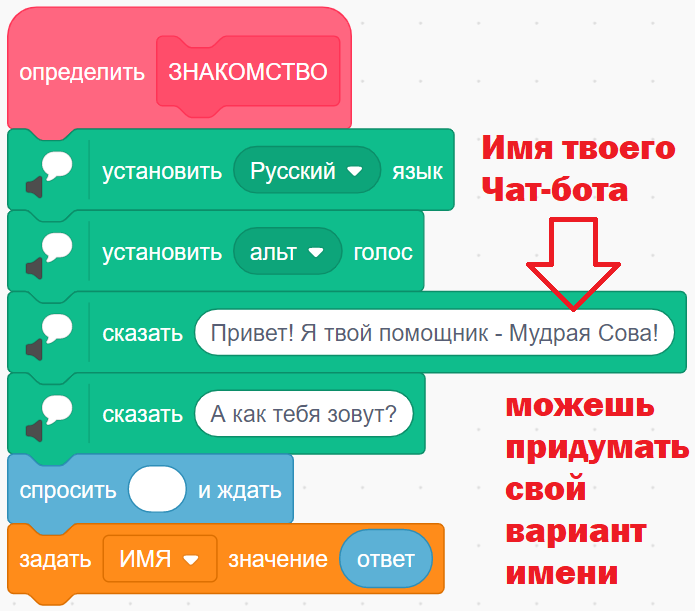 определить ЗНАКОМСТВО
установить Русский язык
установить альт голос
сказать Привет! Я твой помощник - Мудрая Сова!
сказать А как тебя зовут?
спросить и ждать
задать ИМЯ значение ответ
Имя твоего
Чат-бота
можешь
придумать
свой
вариант
имени